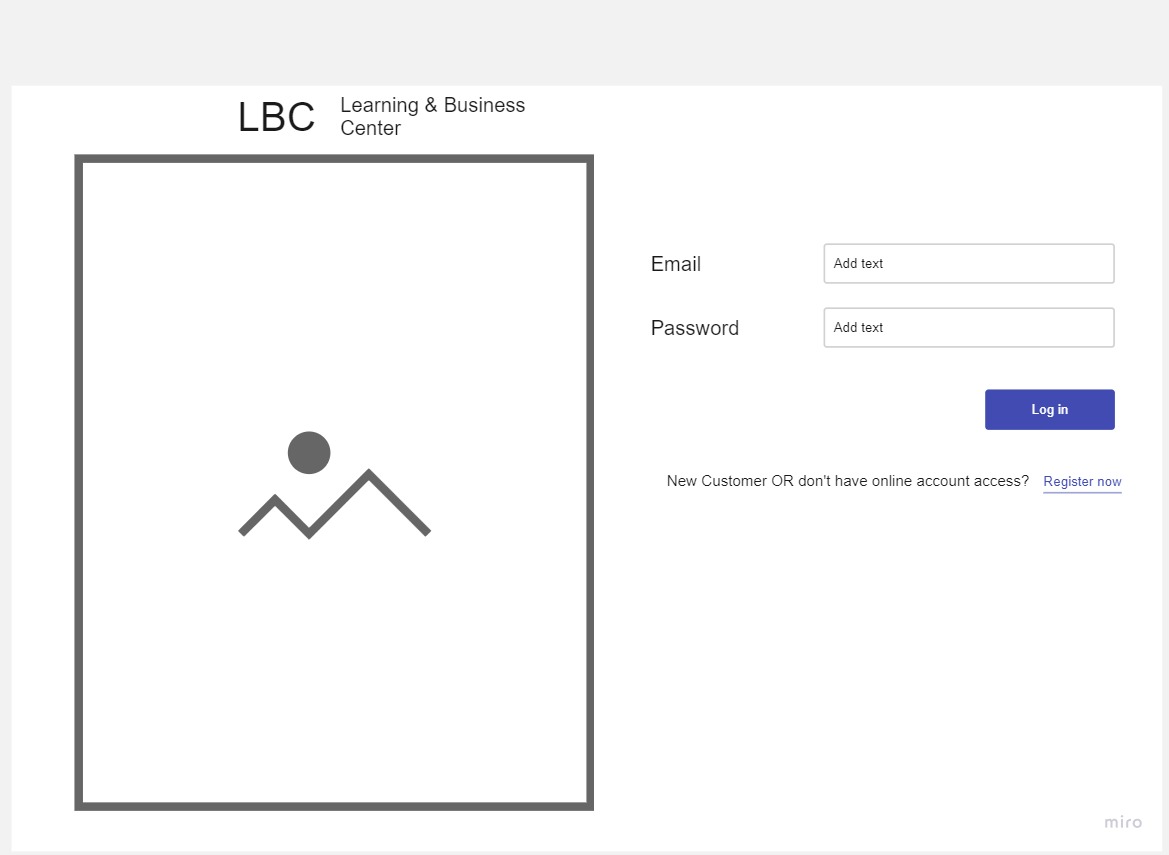 LBC
Learning & Business
Center
Email
Add text
Password
Add text
Log in
New Customer OR don't have online account access? Register now
miro